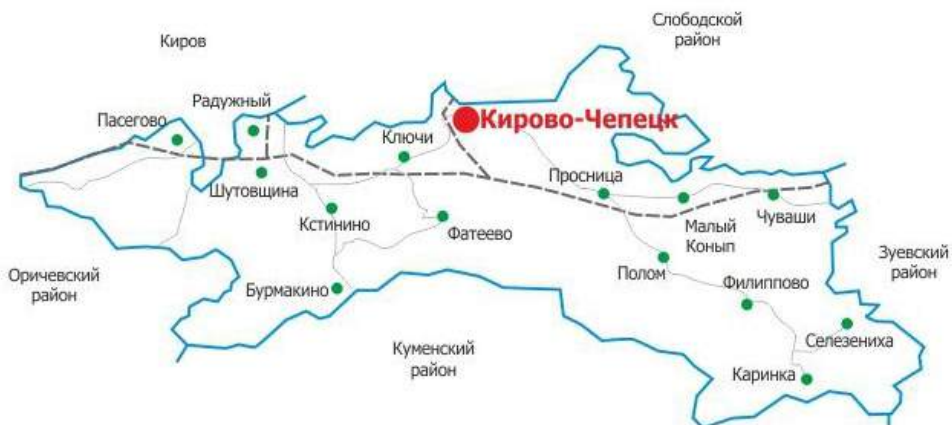 Слободской
район
Киров
Радужный
Пасегово
Кирово-Чепецк
Ключи
Просница
Шутовщина
Малый
Конып
Чуваши
Кстинино
Фатеево
Зуевский
район
Оричевский
район
Полом
Филиппово
Бурмакино
Селезениха
Куменский
район
Каринка